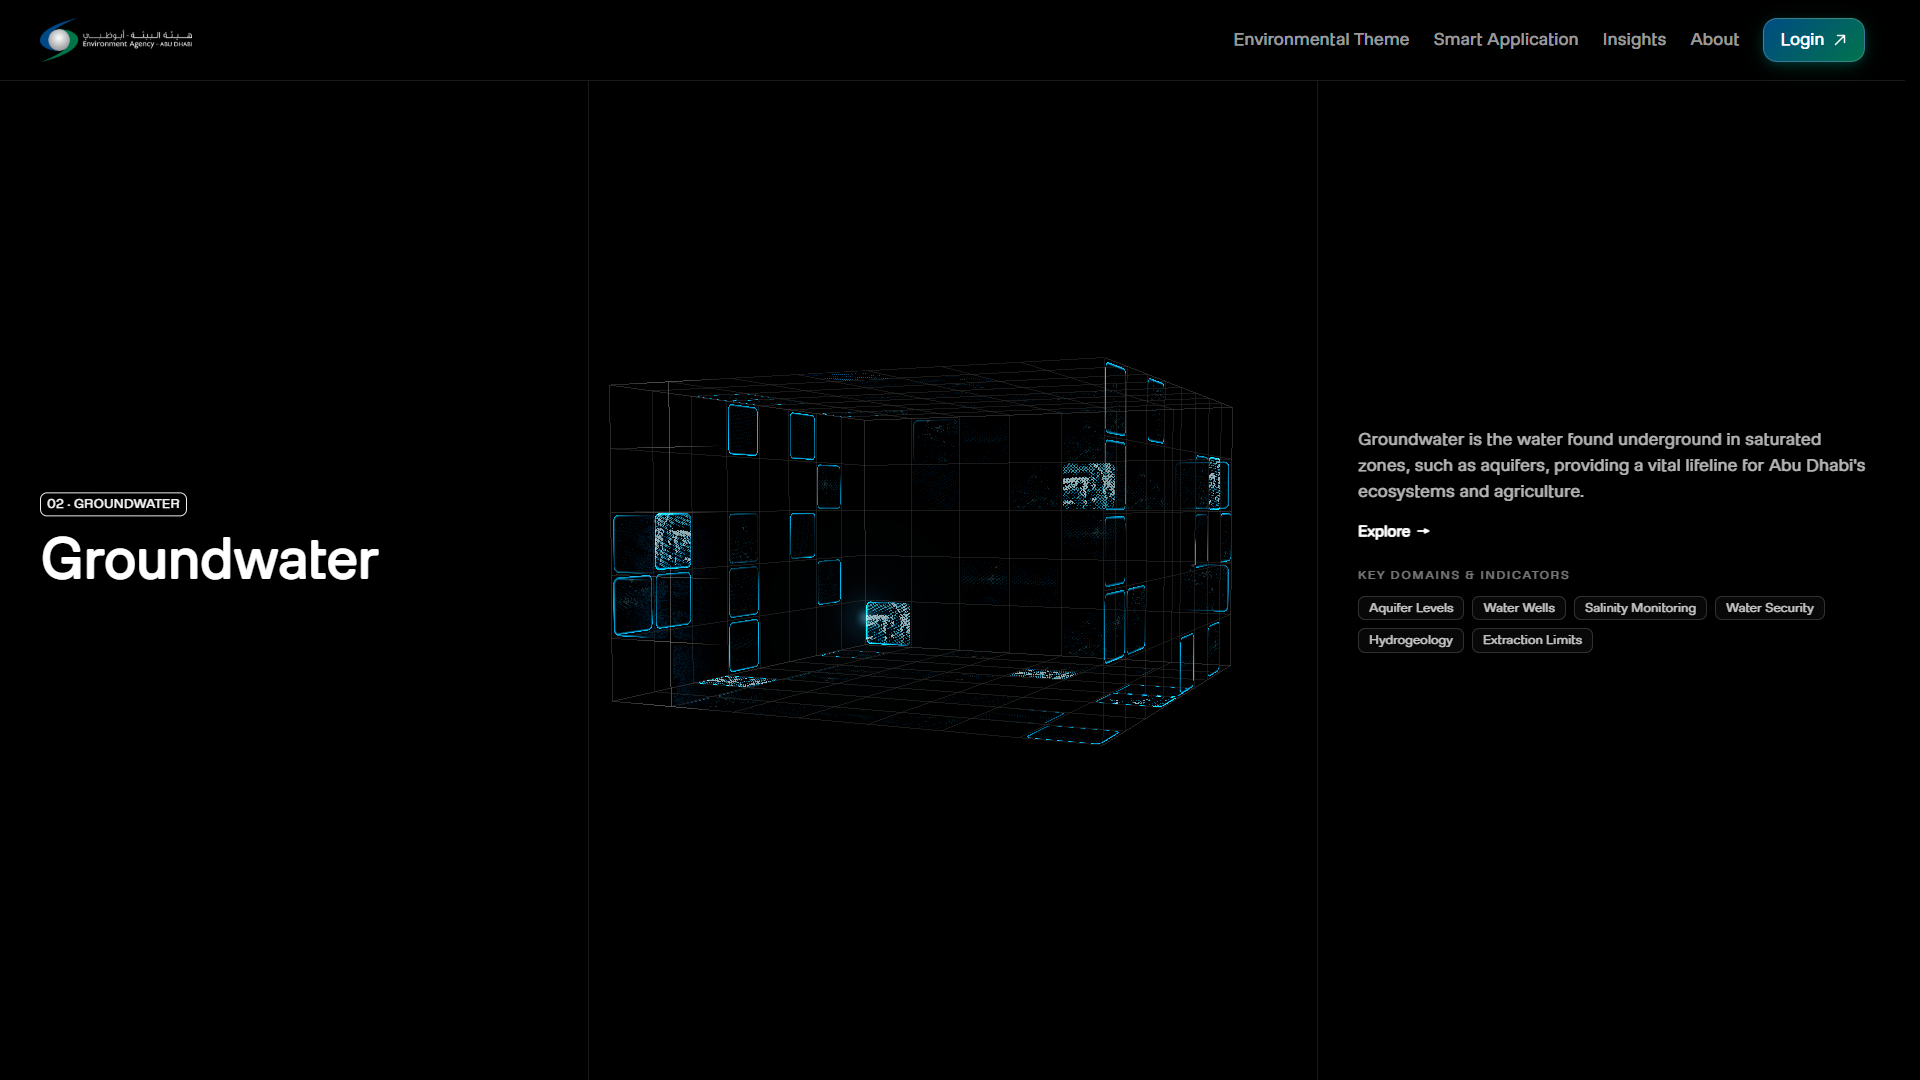 هيئة البيئة - أبوظبي
Environment Agency - ABU DHABI
Environmental Theme
Smart Application
Insights
About
Login
02 - GROUNDWATER
Groundwater
Groundwater is the water found underground in saturated
zones, such as aquifers, providing a vital lifeline for Abu Dhabi's
ecosystems and agriculture.
Explore →
KEY DOMAINS & INDICATORS
Aquifer Levels
Water Wells
Salinity Monitoring
Water Security
Hydrogeology
Extraction Limits